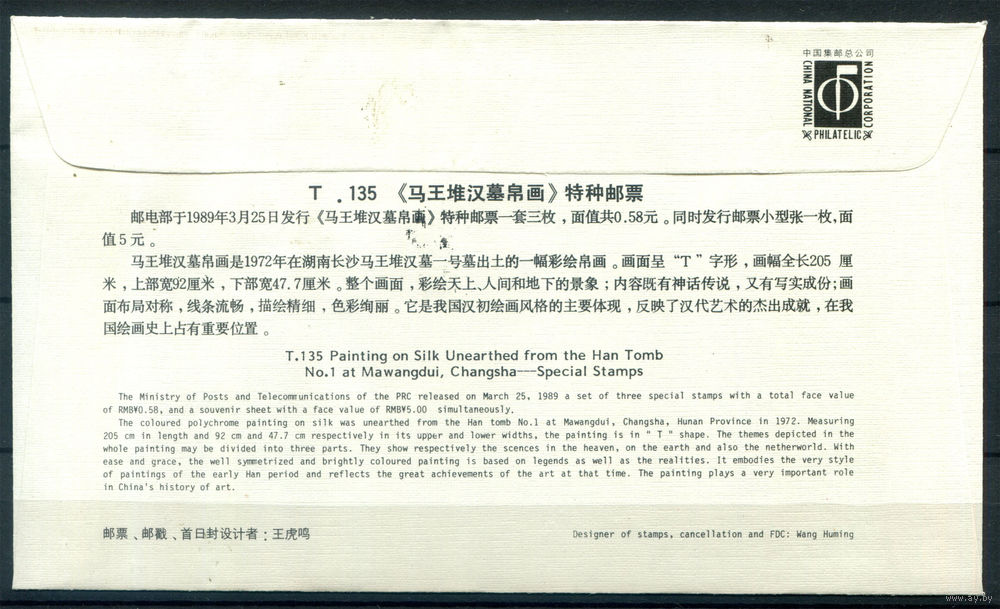 中国集邮总公司
CHINA NATIONAL
PHILATELIC
CORPORATION
T.135 《马王堆汉墓帛画》特种邮票
邮电部于1989年3月25日发行《马王堆汉墓帛画》特种邮票一套三枚，面值共0.58元。同时发行邮票小型张一枚,面
值5元。
马王堆汉墓帛画是1972年在湖南长沙马王堆汉墓一号墓出土的一幅彩绘帛画。画面呈“T”字形，画幅全长205 厘
米，上部宽92厘米，下部宽47.7厘米。整个画面，彩绘天上、人间和地下的景象；内容既有神话传说，又有写实成份；画
面布局对称，线条流畅，描绘精细，色彩绚丽。它是我国汉初绘画风格的主要体现，反映了汉代艺术的杰出成就，在我
国绘画史上占有重要位置。
T.135 Painting on Silk Unearthed from the Han Tomb
No.1 at Mawangdui, Changsha---Special Stamps
The Ministry of Posts and Telecommunications of the PRC released on March 25, 1989 a set of three special stamps with a total face value
of RMB¥0.58, and a souvenir sheet with a face value of RMB¥5.00 simultaneously.
The coloured polychrome painting on silk was unearthed from the Han tomb No.1 at Mawangdui, Changsha, Hunan Province in 1972. Measuring
205 cm in length and 92 cm and 47.7 cm respectively in its upper and lower widths, the painting is in " T " shape. The themes depicted in the
whole painting may be divided into three parts. They show respectively the scences in the heaven, on the earth and also the netherworld. With
ease and grace, the well symmetrized and brightly coloured painting is based on legends as well as the realities. It embodies the very style
of paintings of the early Han period and reflects the great achievements of the art at that time. The painting plays a very important role
in China's history of art.
邮票、邮戳、首日封设计者：王虎鸣
Designer of stamps, cancellation and FDC: Wang Huming
www.ay.by